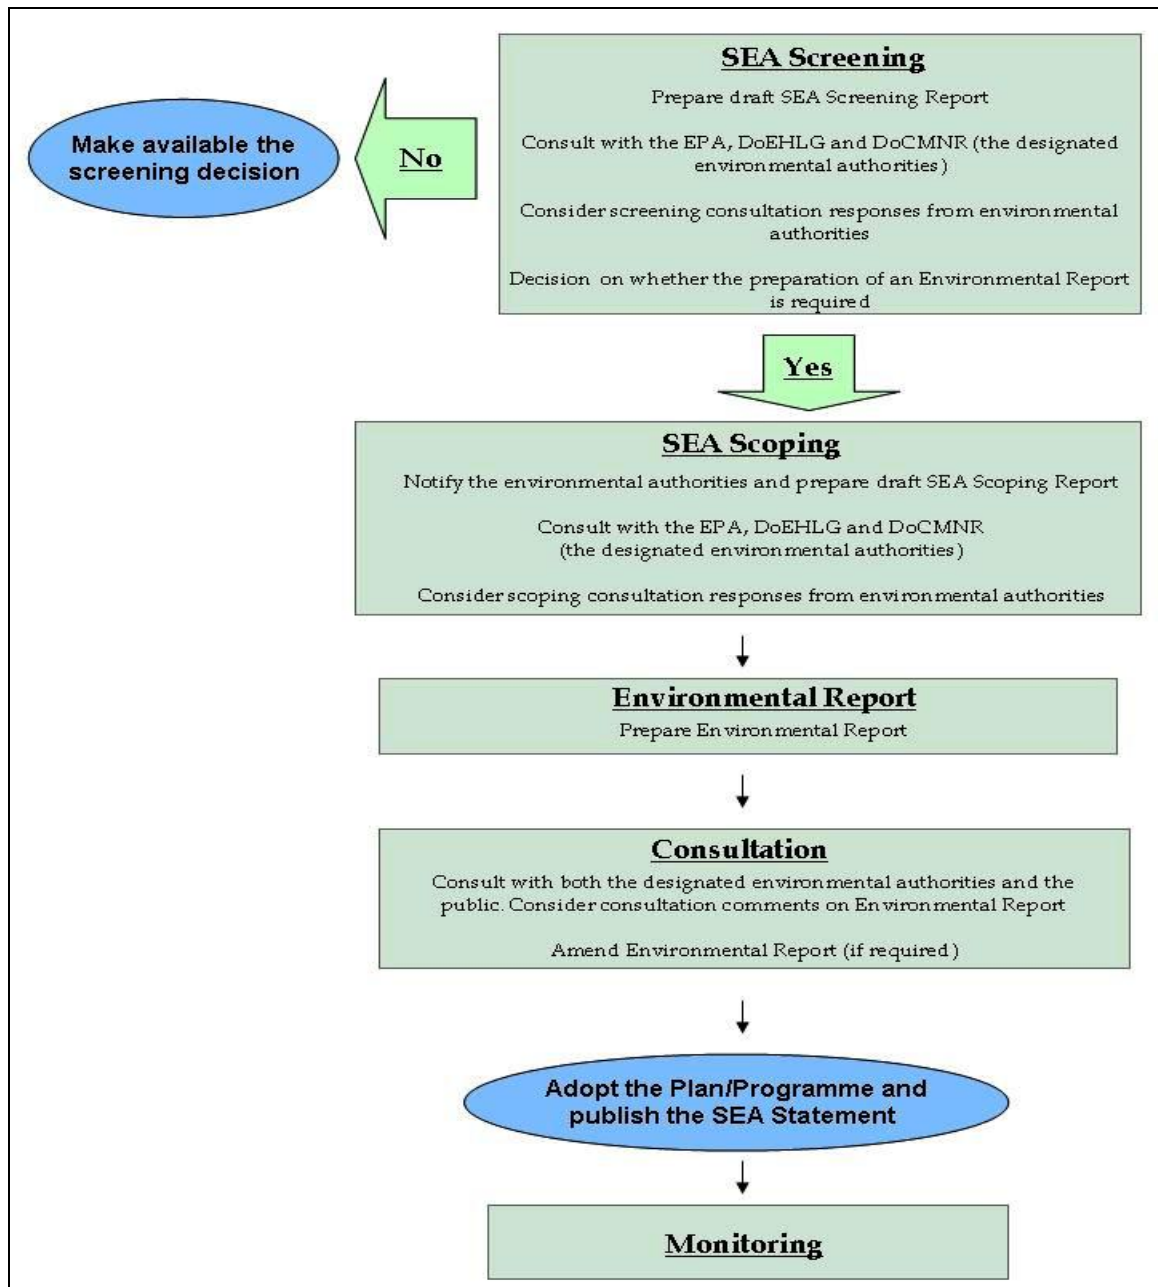 SEA Screening
Prepare draft SEA Screening Report
Consult with the EPA, DoEHLG and DoCMNR (the designated
environmental authorities)
Consider screening consultation responses from environmental
authorities
Decision on whether the preparation of an Environmental Report
is required
No
Make available the
screening decision
Yes
SEA Scoping
Notify the environmental authorities and prepare draft SEA Scoping Report
Consult with the EPA, DoEHLG and DoCMNR
(the designated environmental authorities)
Consider scoping consultation responses from environmental authorities
Environmental Report
Prepare Environmental Report
Consultation
Consult with both the designated environmental authorities and the
public. Consider consultation comments on Environmental Report
Amend Environmental Report (if required)
Adopt the Plan/Programme and
publish the SEA Statement
Monitoring